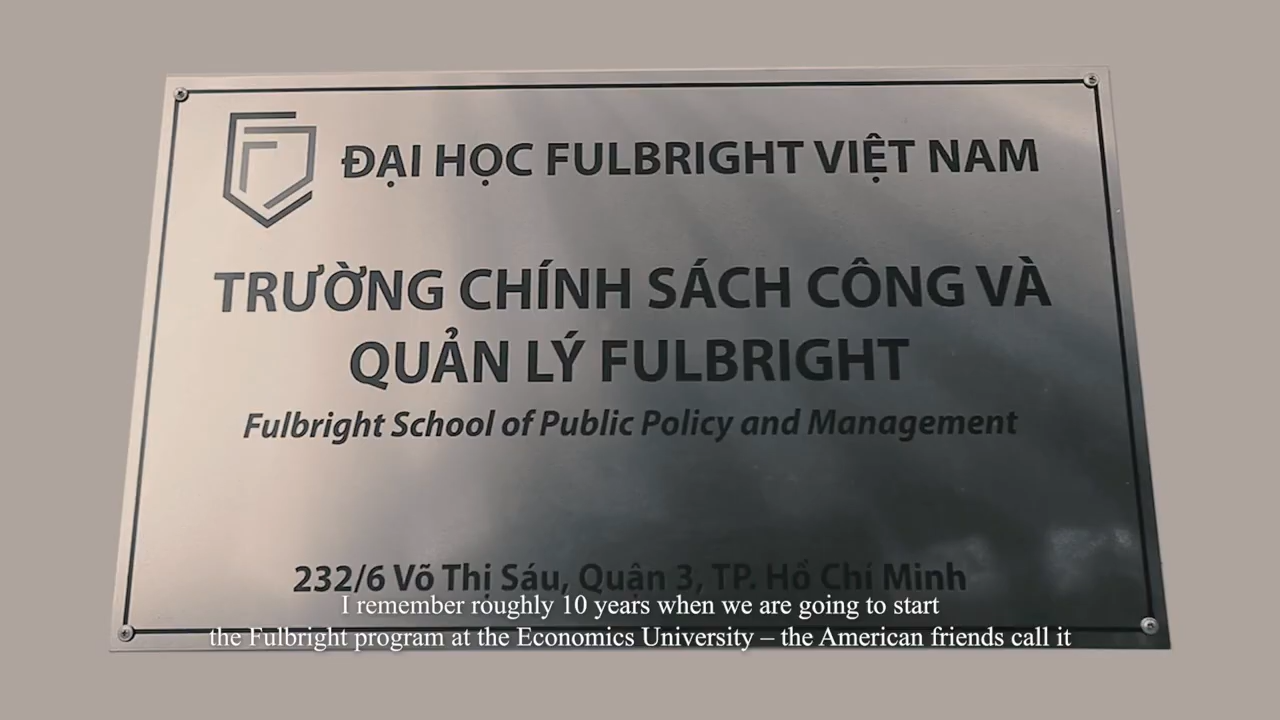 ĐẠI HỌC FULBRIGHT VIỆT NAM
TRƯỜNG CHÍNH SÁCH CÔNG VÀ
QUẢN LÝ FULBRIGHT
Fulbright School of Public Policy and Management
232/6 Võ Thị Sáu, Quận 3, TP. Hồ Chí Minh
I remember roughly 10 years when we are going to start
the Fulbright program at the Economics University – the American friends call it